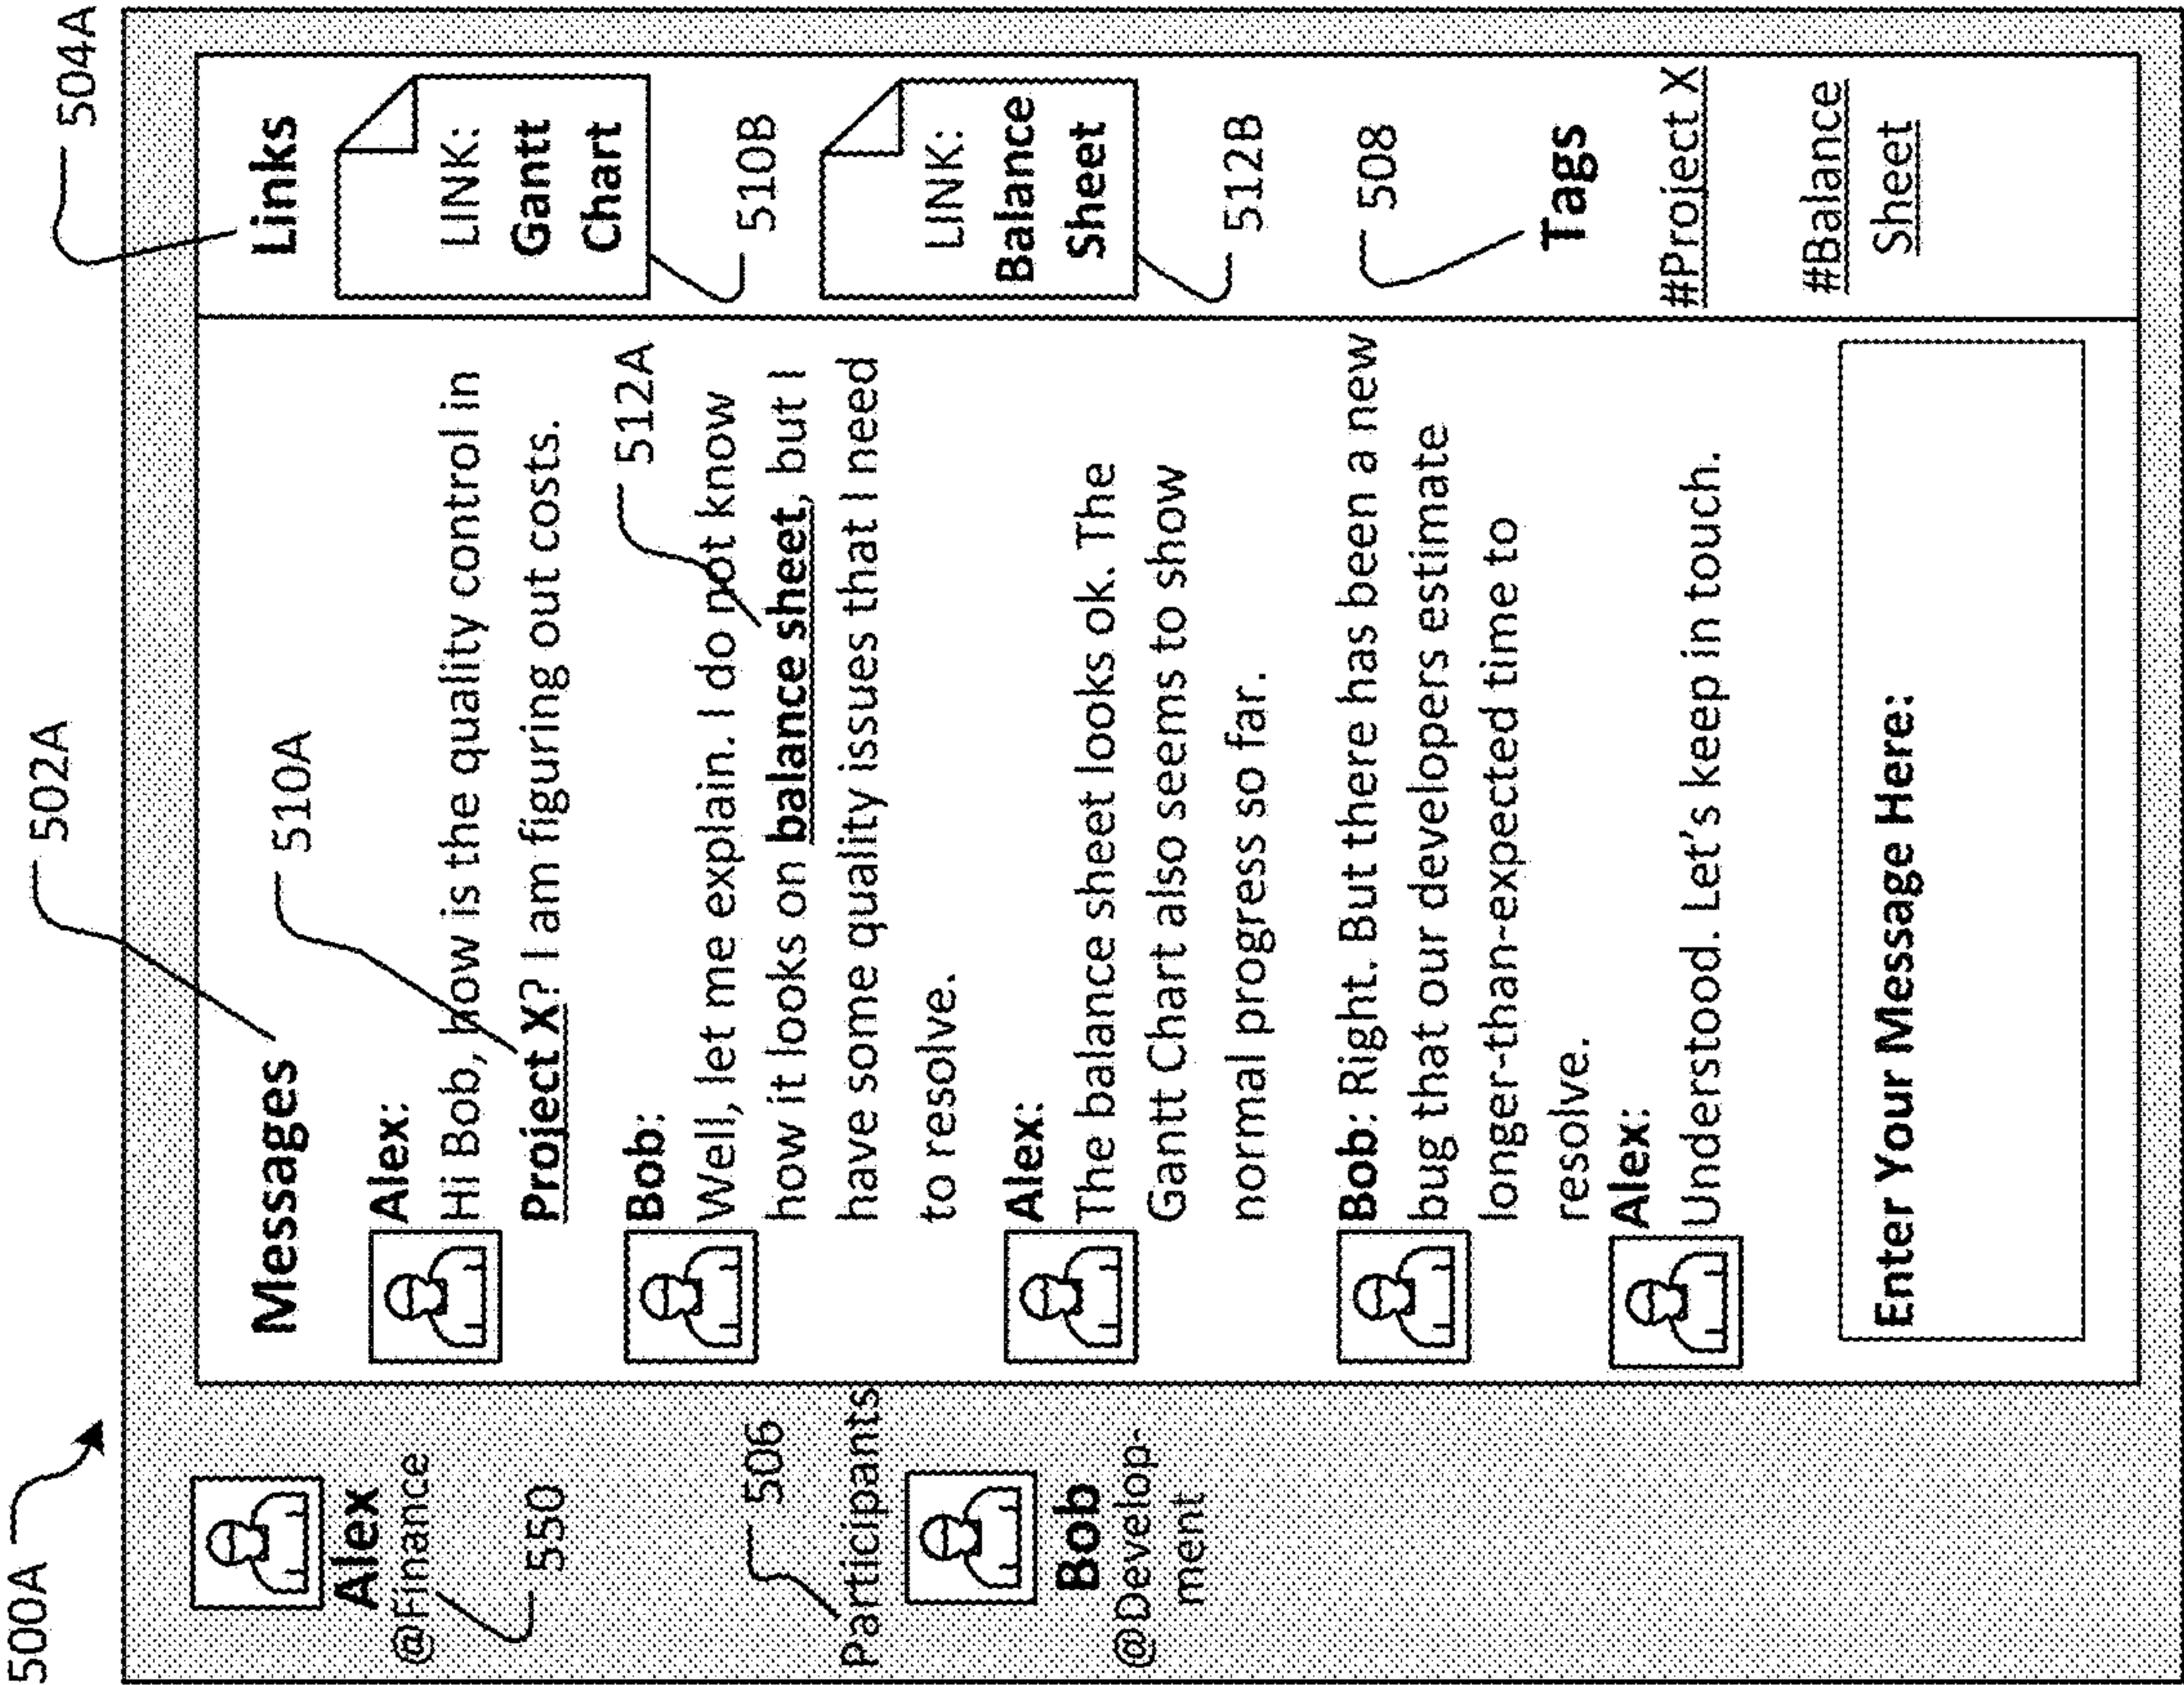 500A
502A
504A
Alex
@Finance
550
506
Participants
Bob
@Develop-
ment
Messages
510A
Alex:
Hi Bob, how is the quality control in
Project X? I am figuring out costs.
512A
Bob:
Well, let me explain. I do not know
how it looks on balance sheet, but I
have some quality issues that I need
to resolve.
Alex:
The balance sheet looks ok. The
Gantt Chart also seems to show
normal progress so far.
Bob: Right. But there has been a new
bug that our developers estimate
longer-than-expected time to
resolve.
Alex:
Understood. Let's keep in touch.
Enter Your Message Here:
Links
LINK:
Gantt
Chart
510B
LINK:
Balance
Sheet
512B
508
Tags
#Project X
#Balance
Sheet